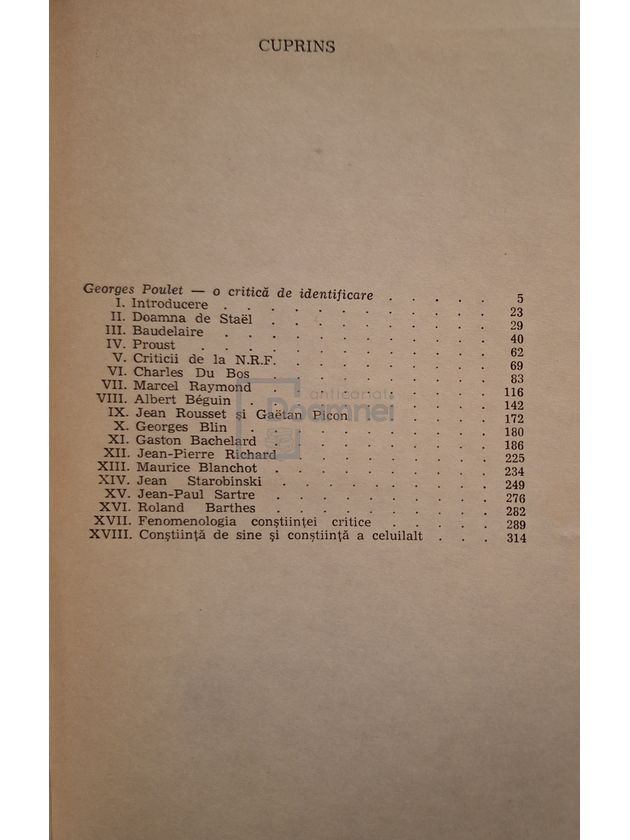 CUPRINS
Georges Poulet — o critică de identificare . . . . . 5
I. Introducere . . . . . . . . . . 23
II. Doamna de Staël . . . . . . . . 29
III. Baudelaire . . . . . . . . . . 40
IV. Proust . . . . . . . . . . . 62
V. Criticii de la N.R.F. . . . . . . . . 69
VI. Charles Du Bos . . . . . . . . 83
VII. Marcel Raymond . . . . . . . . 116
VIII. Albert Béguin . . . . . . . . . 142
IX. Jean Rousset și Gaëtan Picon . . . . . 172
X. Georges Blin . . . . . . . . . 180
XI. Gaston Bachelard . . . . . . . . 186
XII. Jean-Pierre Richard . . . . . . . 225
XIII. Maurice Blanchot . . . . . . . . 234
XIV. Jean Starobinski . . . . . . . . 249
XV. Jean-Paul Sartre . . . . . . . . 276
XVI. Roland Barthes . . . . . . . . 282
XVII. Fenomenologia conștiinței critice . . . . . 289
XVIII. Conștiință de sine și conștiință a celuilalt . . . 314
anticariat
Doamnei